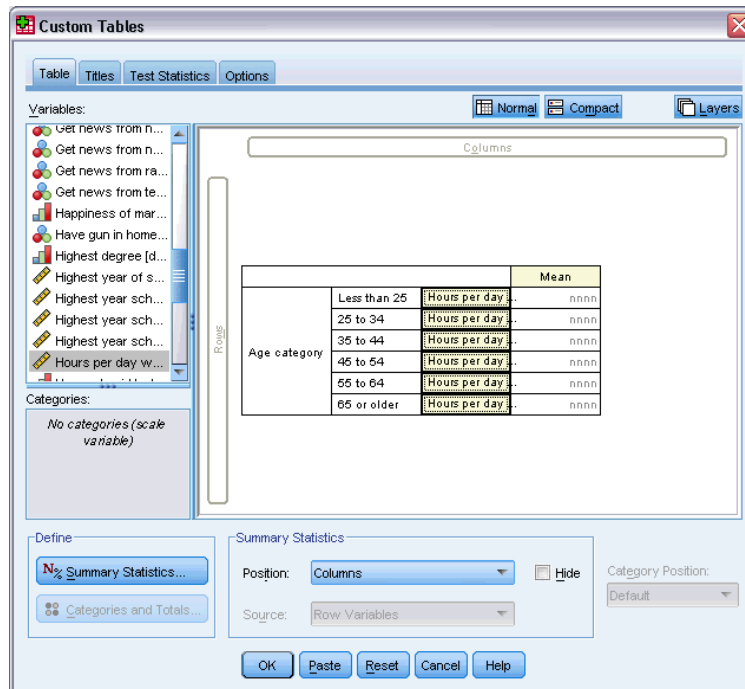 Custom Tables
Table Titles Test Statistics Options
Variables:
Normal Compact Layers
Get news from n...
Get news from n...
Get news from ra...
Get news from te...
Happiness of mar...
Have gun in home...
Highest degree [d...
Highest year of s...
Highest year sch...
Highest year sch...
Highest year sch...
Hours per day w...
Categories:
No categories (scale
variable)
Columns
Rows
Mean
Age category
Less than 25 Hours per day... nnnn
25 to 34 Hours per day... nnnn
35 to 44 Hours per day... nnnn
45 to 54 Hours per day... nnnn
55 to 64 Hours per day... nnnn
65 or older Hours per day... nnnn
Define
N% Summary Statistics...
Categories and Totals...
Summary Statistics
Position: Columns Hide
Source: Row Variables
Category Position:
Default
OK Paste Reset Cancel Help